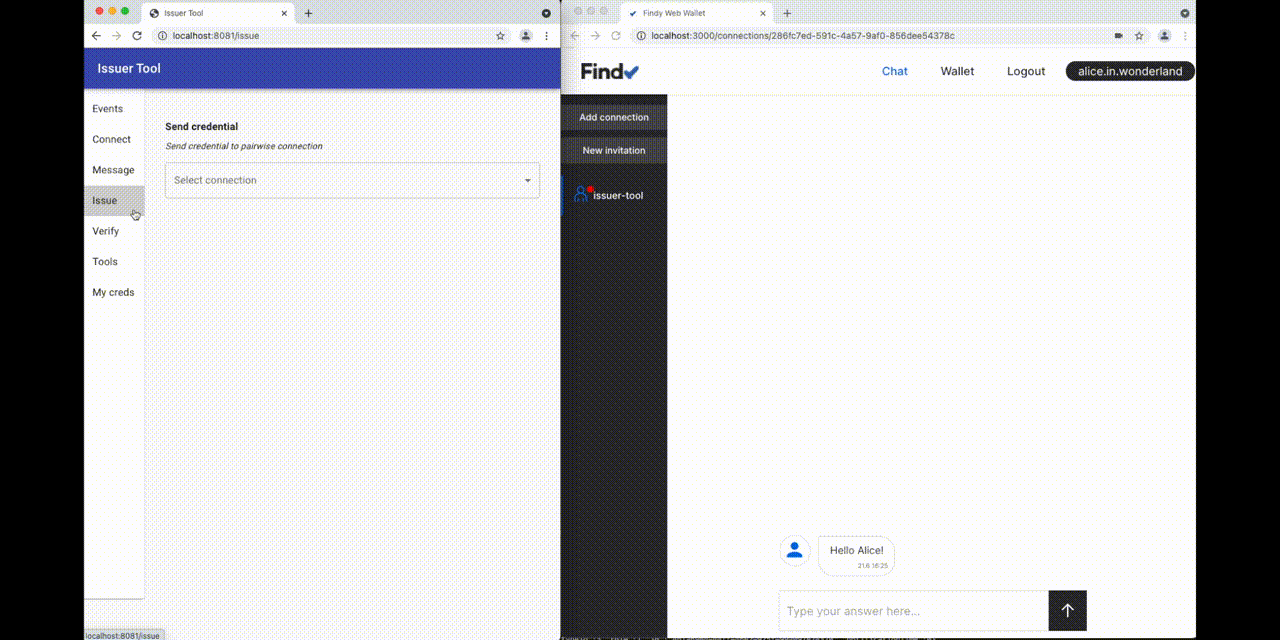 Issuer Tool
localhost:8081/issue
Issuer Tool
Events
Connect
Message
Issue
Verify
Tools
My creds
Send credential
Send credential to pairwise connection
Select connection
localhost:8081/issue
Findy Web Wallet
localhost:3000/connections/286fc7ed-591c-4a57-9af0-856dee54378c
Find
Chat
Wallet
Logout
alice.in.wonderland
Add connection
New invitation
issuer-tool
Hello Alice!
21.6. 16:25
Type your answer here...